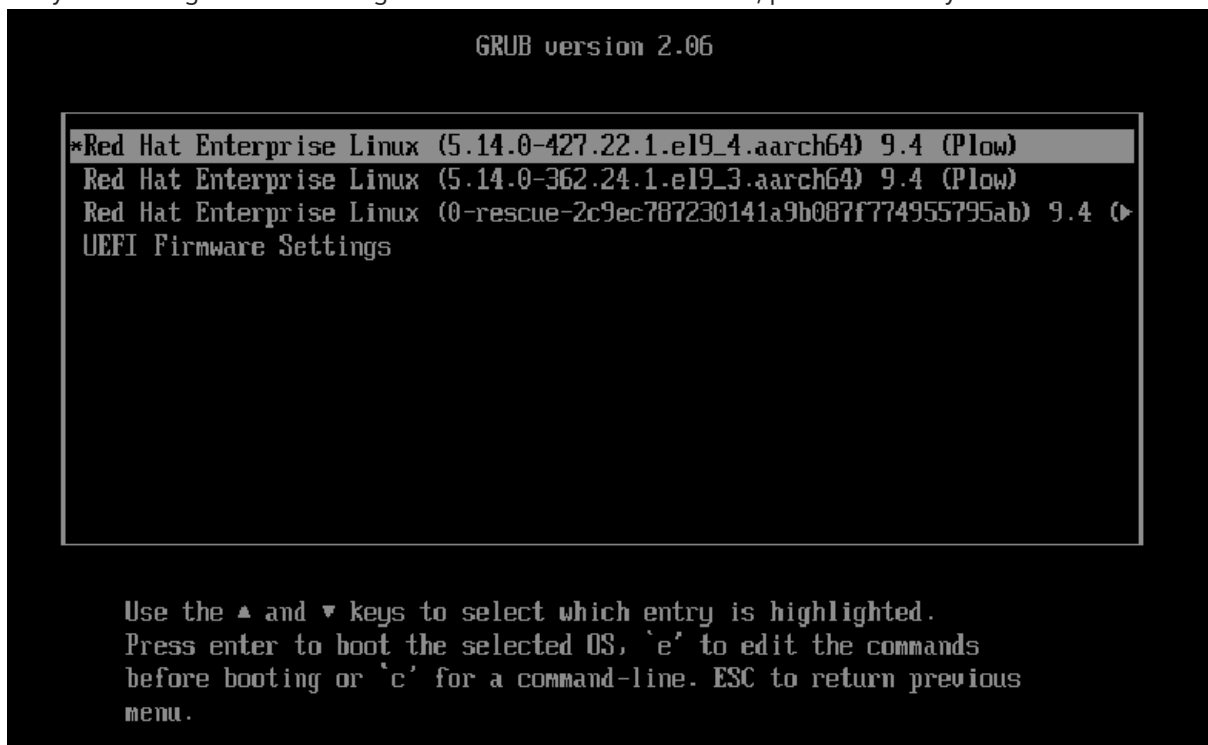 GRUB version 2.06
*Red Hat Enterprise Linux (5.14.0-427.22.1.el9_4.aarch64) 9.4 (Plow)
Red Hat Enterprise Linux (5.14.0-362.24.1.el9_3.aarch64) 9.4 (Plow)
Red Hat Enterprise Linux (0-rescue-2c9ec787230141a9b087f774955795ab) 9.4 (▸
UEFI Firmware Settings
Use the ▴ and ▾ keys to select which entry is highlighted.
Press enter to boot the selected OS, `e' to edit the commands
before booting or `c' for a command-line. ESC to return previous
menu.